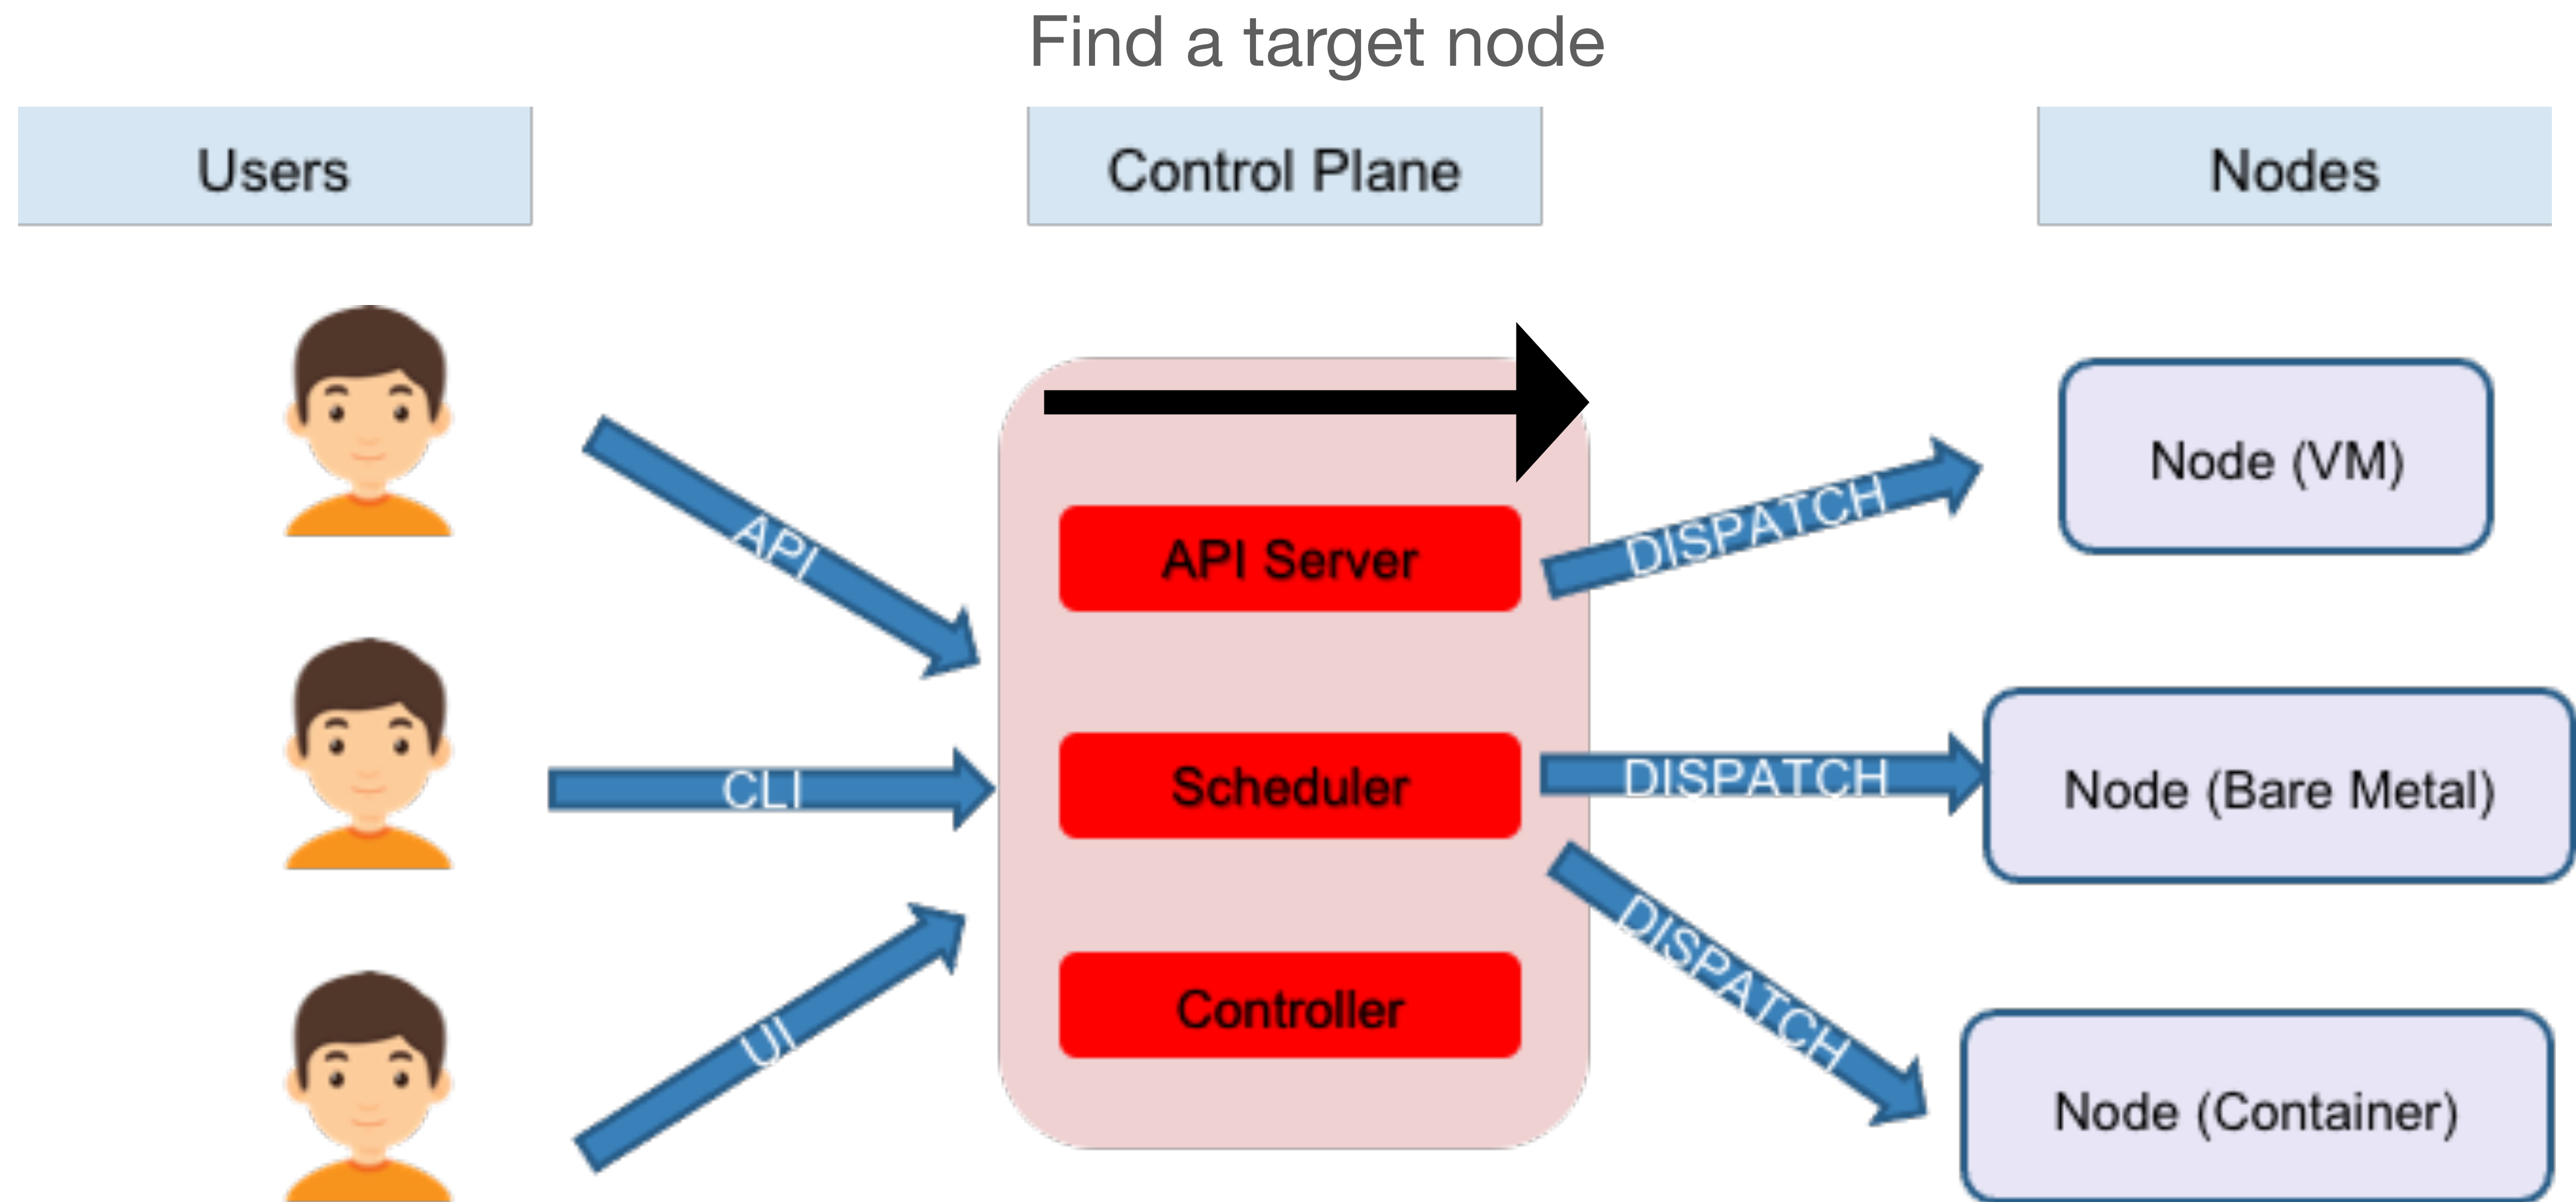 Find a target node
Users
Control Plane
Nodes
API
CLI
UI
API Server
Scheduler
Controller
DISPATCH
DISPATCH
DISPATCH
Node (VM)
Node (Bare Metal)
Node (Container)